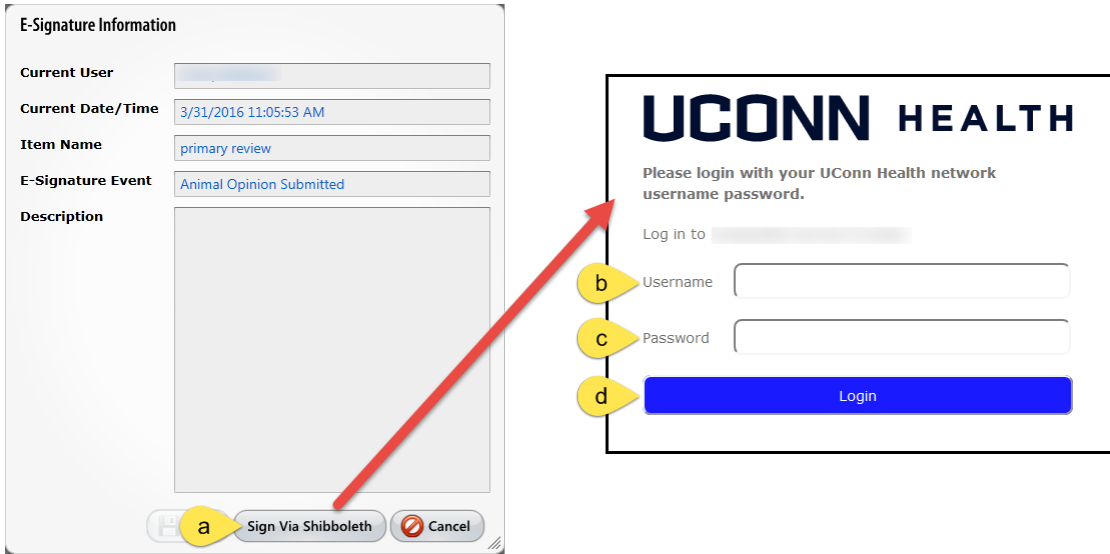 E-Signature Information
Current User
Current Date/Time 3/31/2016 11:05:53 AM
Item Name primary review
E-Signature Event Animal Opinion Submitted
Description
a Sign Via Shibboleth Cancel
UCONN HEALTH
Please login with your UConn Health network
username password.
Log in to
b Username
c Password
d Login